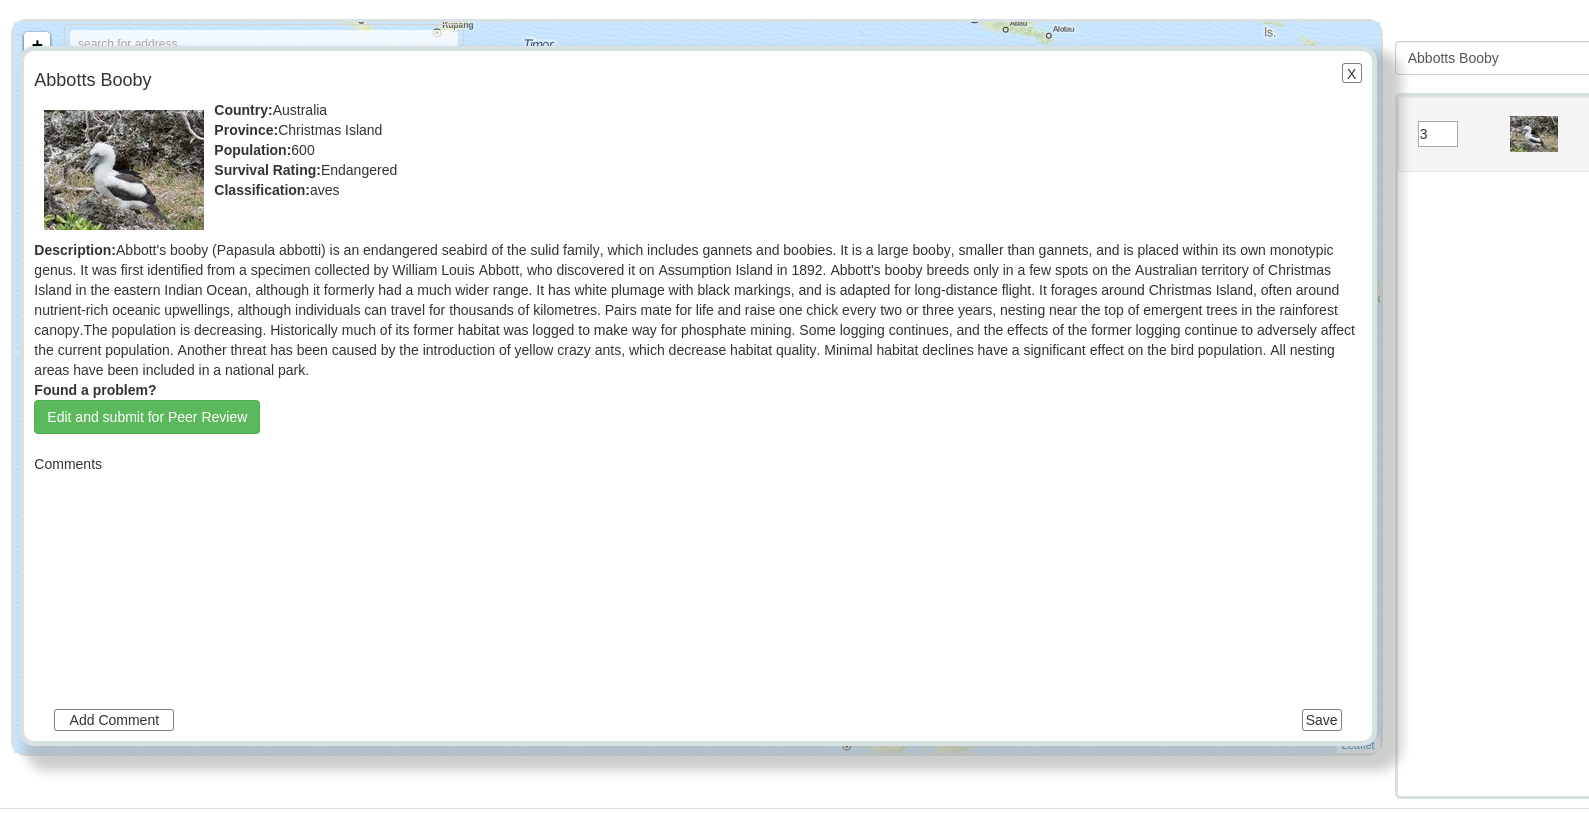 Kupang
Alotau
Is.
+
search for address
Timor
Abbotts Booby
X
Abbotts Booby
Country:Australia
Province:Christmas Island
Population:600
Survival Rating:Endangered
Classification:aves
3
Description:Abbott's booby (Papasula abbotti) is an endangered seabird of the sulid family, which includes gannets and boobies. It is a large booby, smaller than gannets, and is placed within its own monotypic
genus. It was first identified from a specimen collected by William Louis Abbott, who discovered it on Assumption Island in 1892. Abbott's booby breeds only in a few spots on the Australian territory of Christmas
Island in the eastern Indian Ocean, although it formerly had a much wider range. It has white plumage with black markings, and is adapted for long-distance flight. It forages around Christmas Island, often around
nutrient-rich oceanic upwellings, although individuals can travel for thousands of kilometres. Pairs mate for life and raise one chick every two or three years, nesting near the top of emergent trees in the rainforest
canopy.The population is decreasing. Historically much of its former habitat was logged to make way for phosphate mining. Some logging continues, and the effects of the former logging continue to adversely affect
the current population. Another threat has been caused by the introduction of yellow crazy ants, which decrease habitat quality. Minimal habitat declines have a significant effect on the bird population. All nesting
areas have been included in a national park.
Found a problem?
Edit and submit for Peer Review
Comments
Add Comment
Save
Leaflet